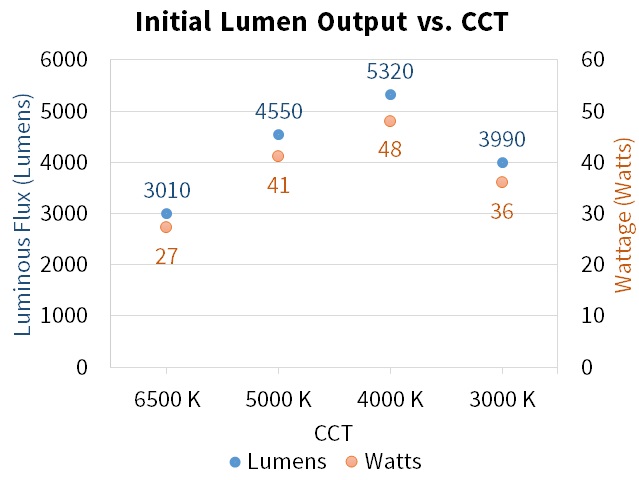 Initial Lumen Output vs. CCT
Luminous Flux (Lumens)
6000
5000
4000
3000
2000
1000
0
3010
4550
5320
3990
27
41
48
36
60
50
40
30
20
10
0
Wattage (Watts)
6500 K
5000 K
4000 K
3000 K
CCT
Lumens
Watts